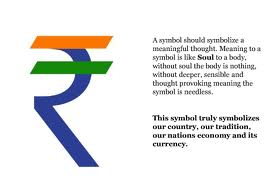 A symbol should symbolize a
meaningful thought. Meaning to a
symbol is like Soul to a body,
without soul the body is nothing,
without deeper, sensible and
thought provoking meaning the
symbol is needless.
This symbol truly symbolizes
our country, our tradition,
our nations economy and its
currency.